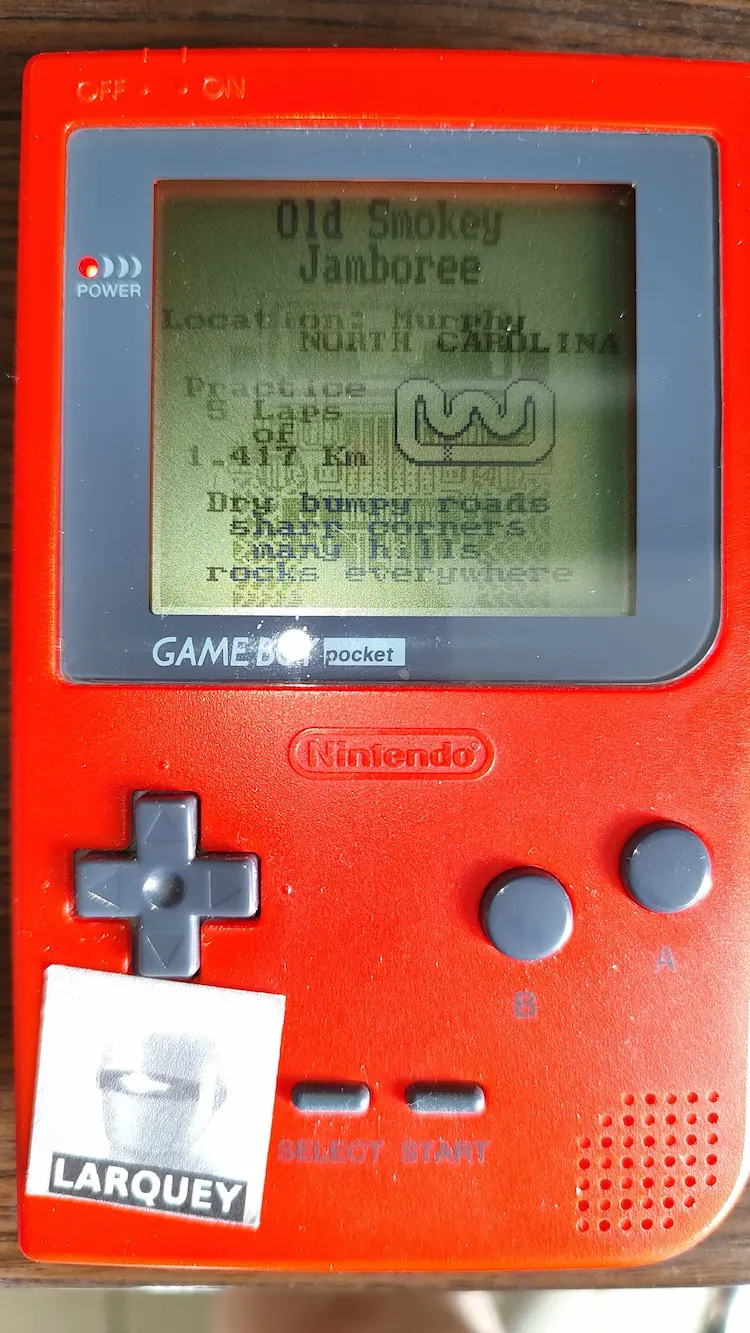 OFF ON
Old Smokey
Jamboree
POWER
Location: Murphy
NORTH CAROLINA
Practice
5 Laps
of
1.417 Km
Dry bumpy roads
sharp corners
many hills
rocks everywhere
GAME BOY pocket
Nintendo®
A
B
SELECT START
LARQUEY